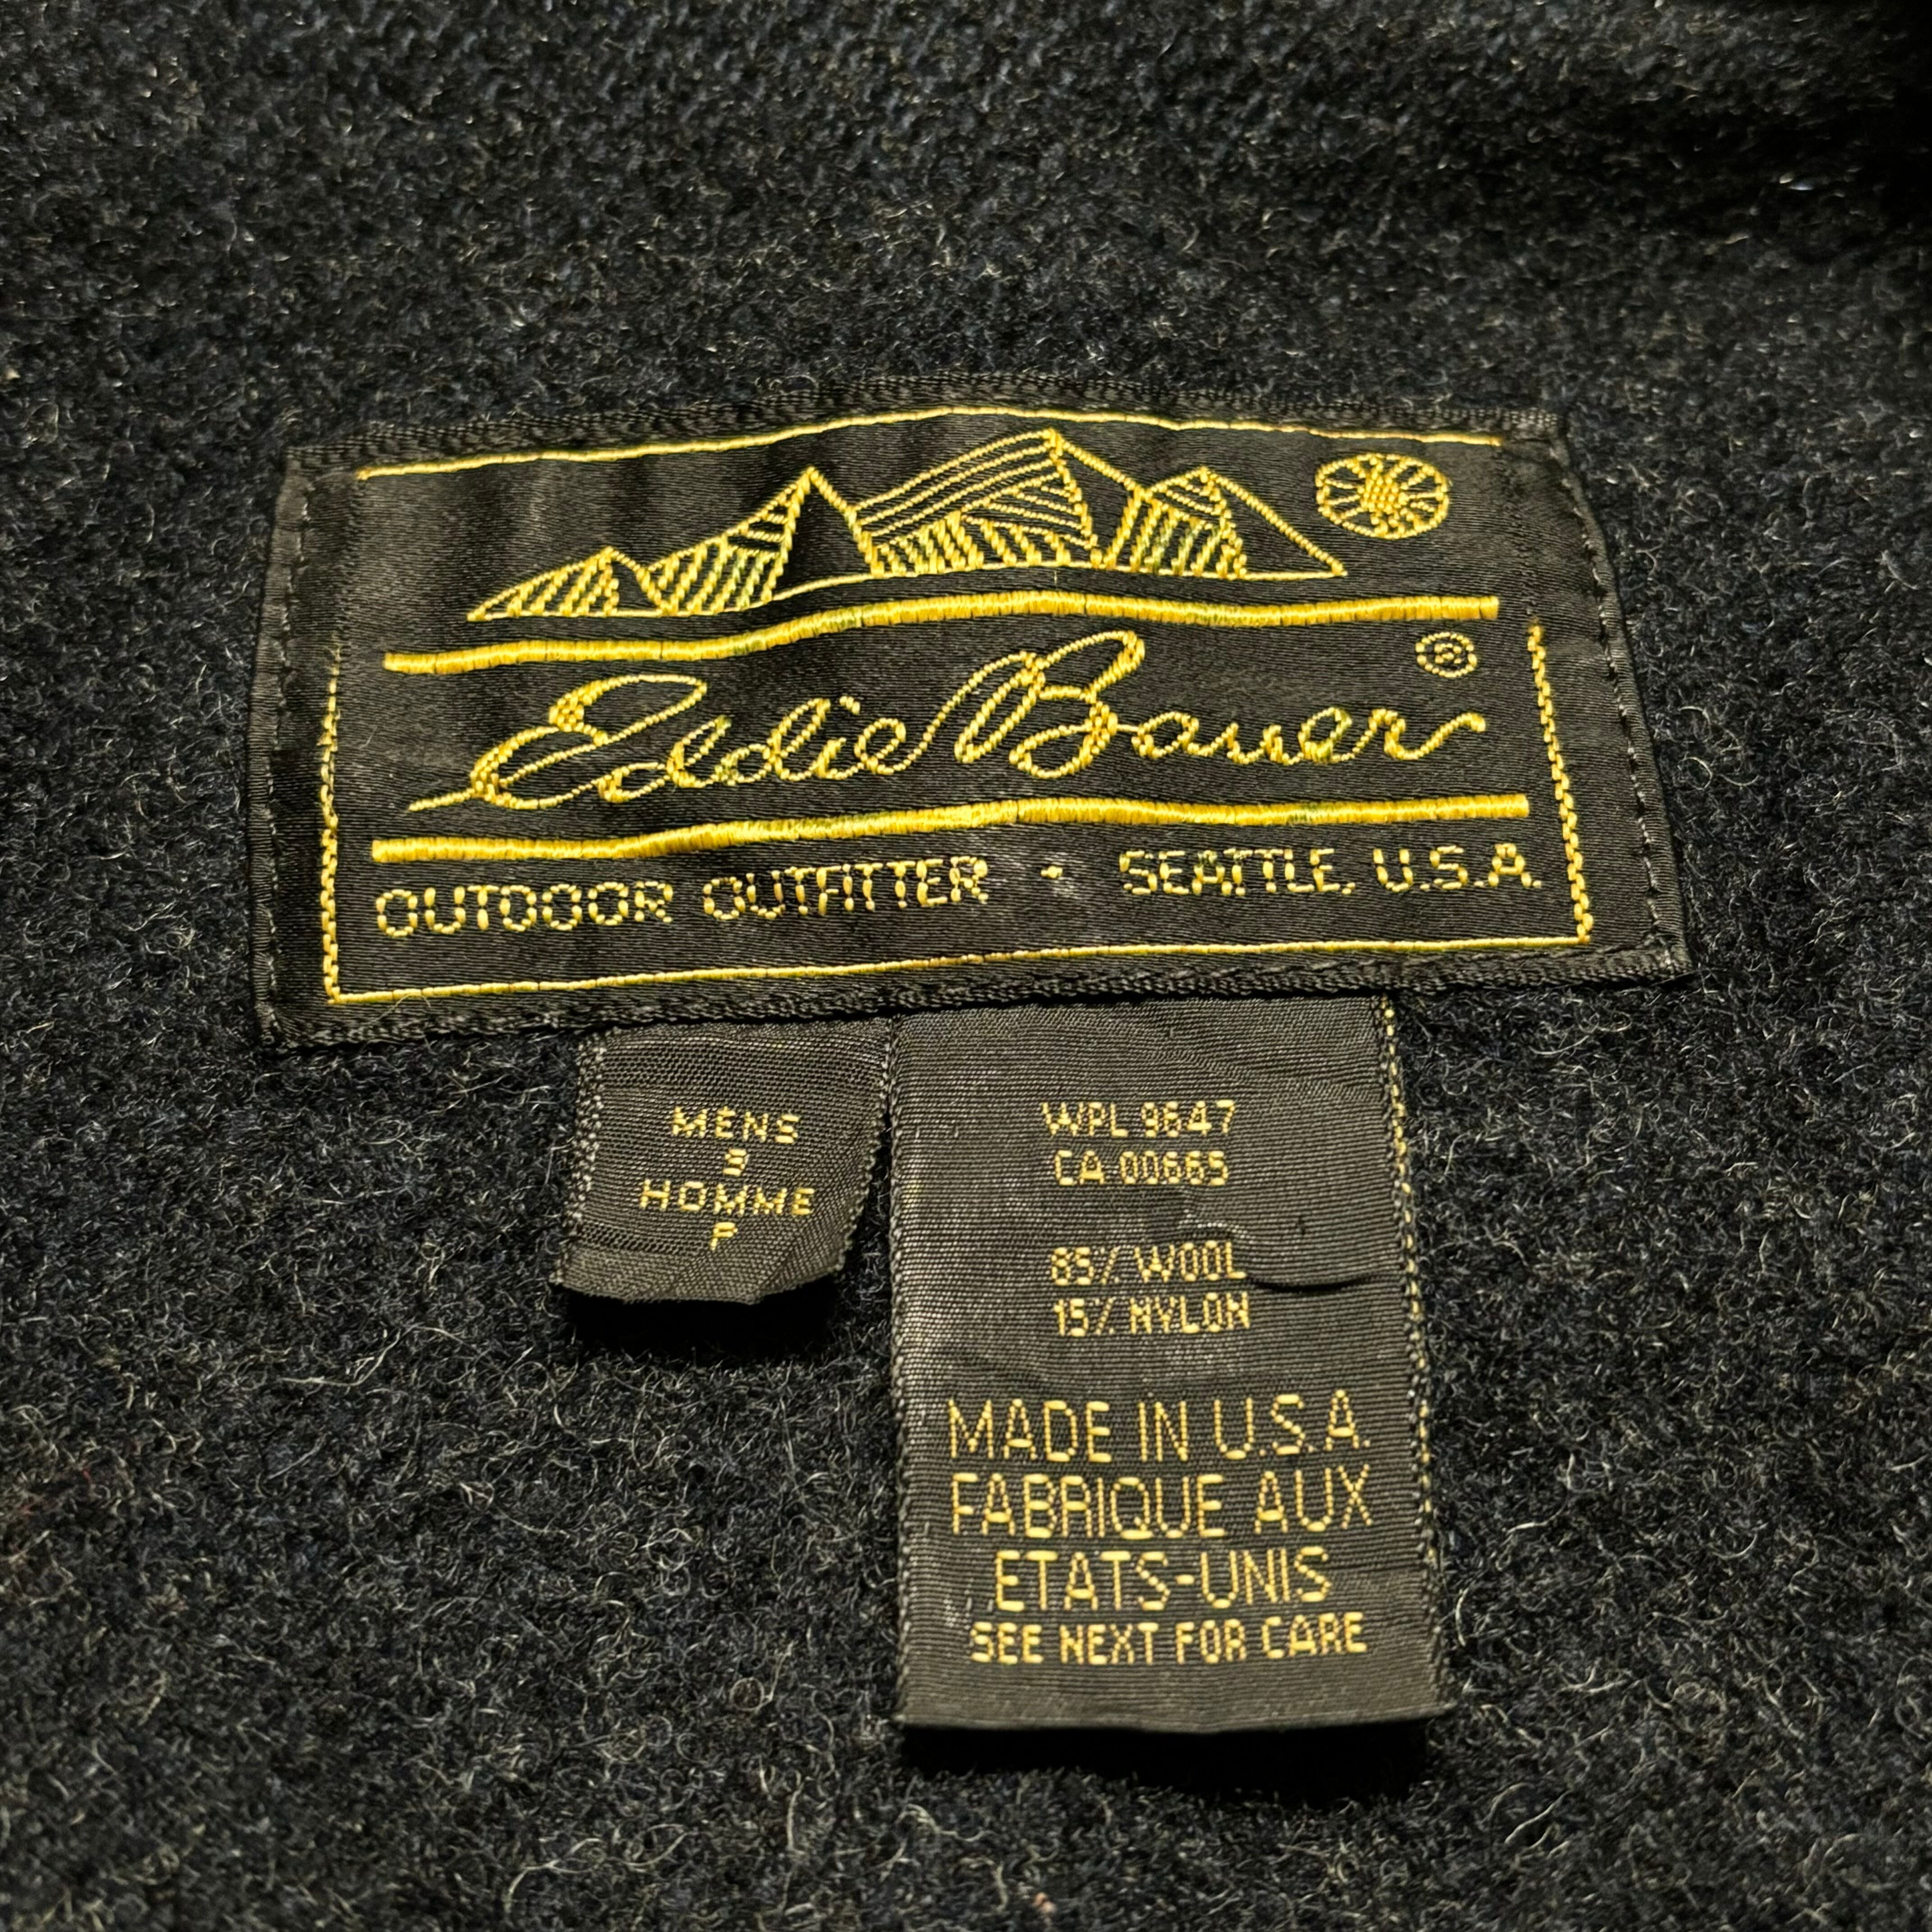 Eddie Bauer ®
OUTDOOR OUTFITTER - SEATTLE, U.S.A.
MENS
S
HOMME
P
WPL 9647
CA 00665
85% WOOL
15% NYLON
MADE IN U.S.A.
FABRIQUE AUX
ETATS-UNIS
SEE NEXT FOR CARE